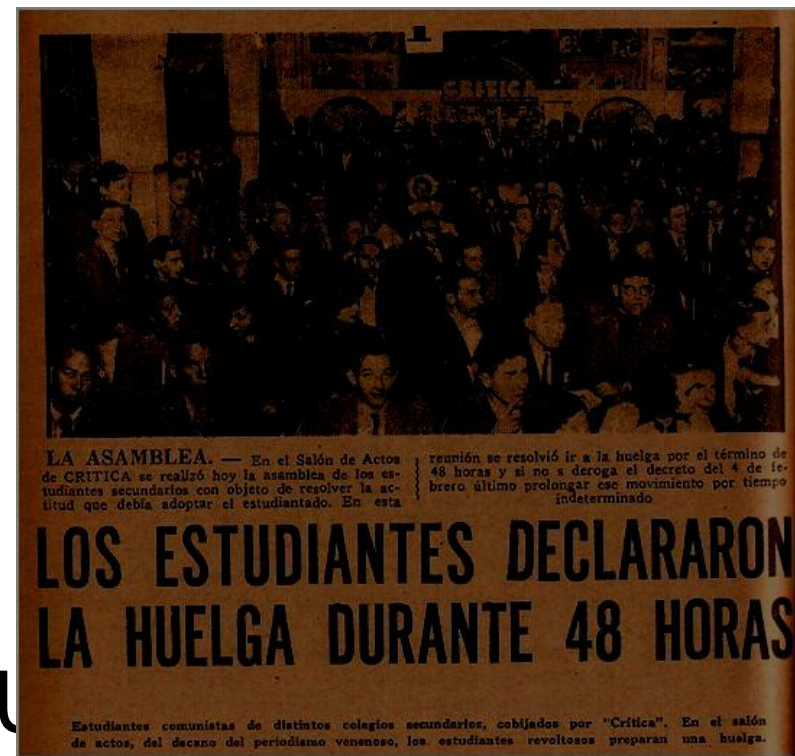 CRITICA
LA ASAMBLEA. — En el Salón de Actos
de CRITICA se realizó hoy la asamblea de los es-
tudiantes secundarios con objeto de resolver la ac-
titud que debía adoptar el estudiantado. En esta
reunión se resolvió ir a la huelga por el término de
48 horas y si no s deroga el decreto del 4 de fe-
brero último prolongar ese movimiento por tiempo
indeterminado
LOS ESTUDIANTES DECLARARON
LA HUELGA DURANTE 48 HORAS
Estudiantes comunistas de distintos colegios secundarios, cobijados por "Crítica". En el salón
de actos, del decano del periodismo venenoso, los estudiantes revoltosos preparan una huelga.